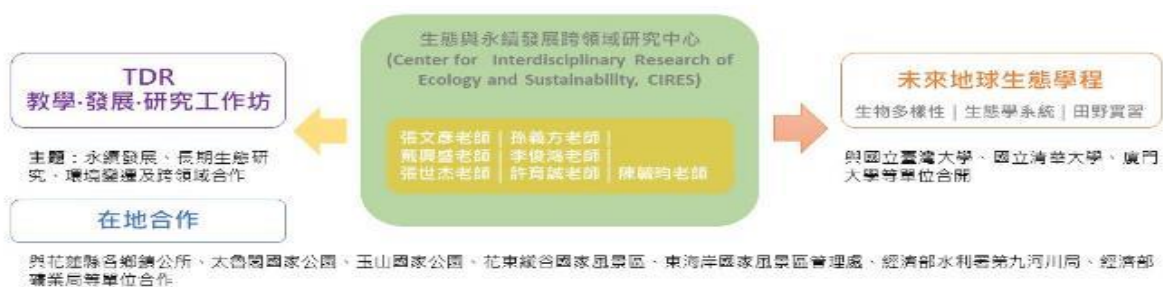 生態與永續發展跨領域研究中心
(Center for Interdisciplinary Research of
Ecology and Sustainability, CIRES)
張文彥老師 | 孫義方老師 |
戴興盛老師 | 李俊鴻老師 |
張世杰老師 | 許育誠老師 | 陳毓昀老師
TDR
教學‧發展‧研究工作坊
主題：永續發展、長期生態研
究、環境變遷及跨領域合作
未來地球生態學程
生物多樣性 | 生態學系統 | 田野實習
與國立臺灣大學、國立清華大學、廈門
大學等單位合開
在地合作
與花蓮縣各鄉鎮公所、太魯閣國家公園、玉山國家公園、花東縱谷國家風景區、東海岸國家風景區管理處、經濟部水利署第九河川局、經濟部
礦業局等單位合作